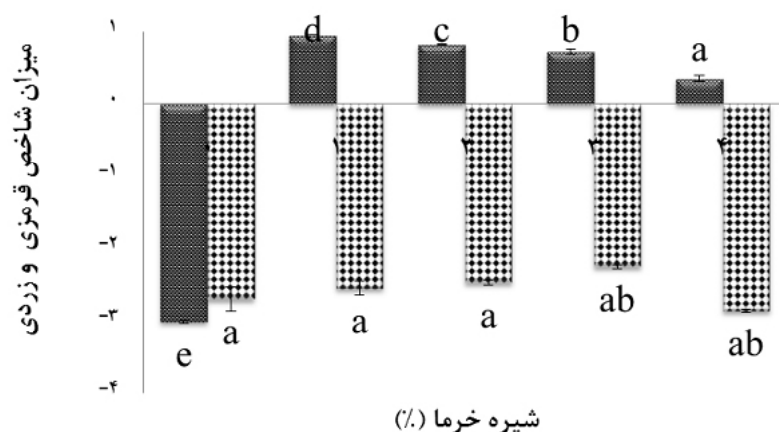 میزان شاخص قرمزی و زردی
۱
۰
-۱
-۲
-۳
-۴
d
c
b
a
۰
۱
۲
۳
۴
e
a
a
a
ab
ab
شیره خرما (٪)